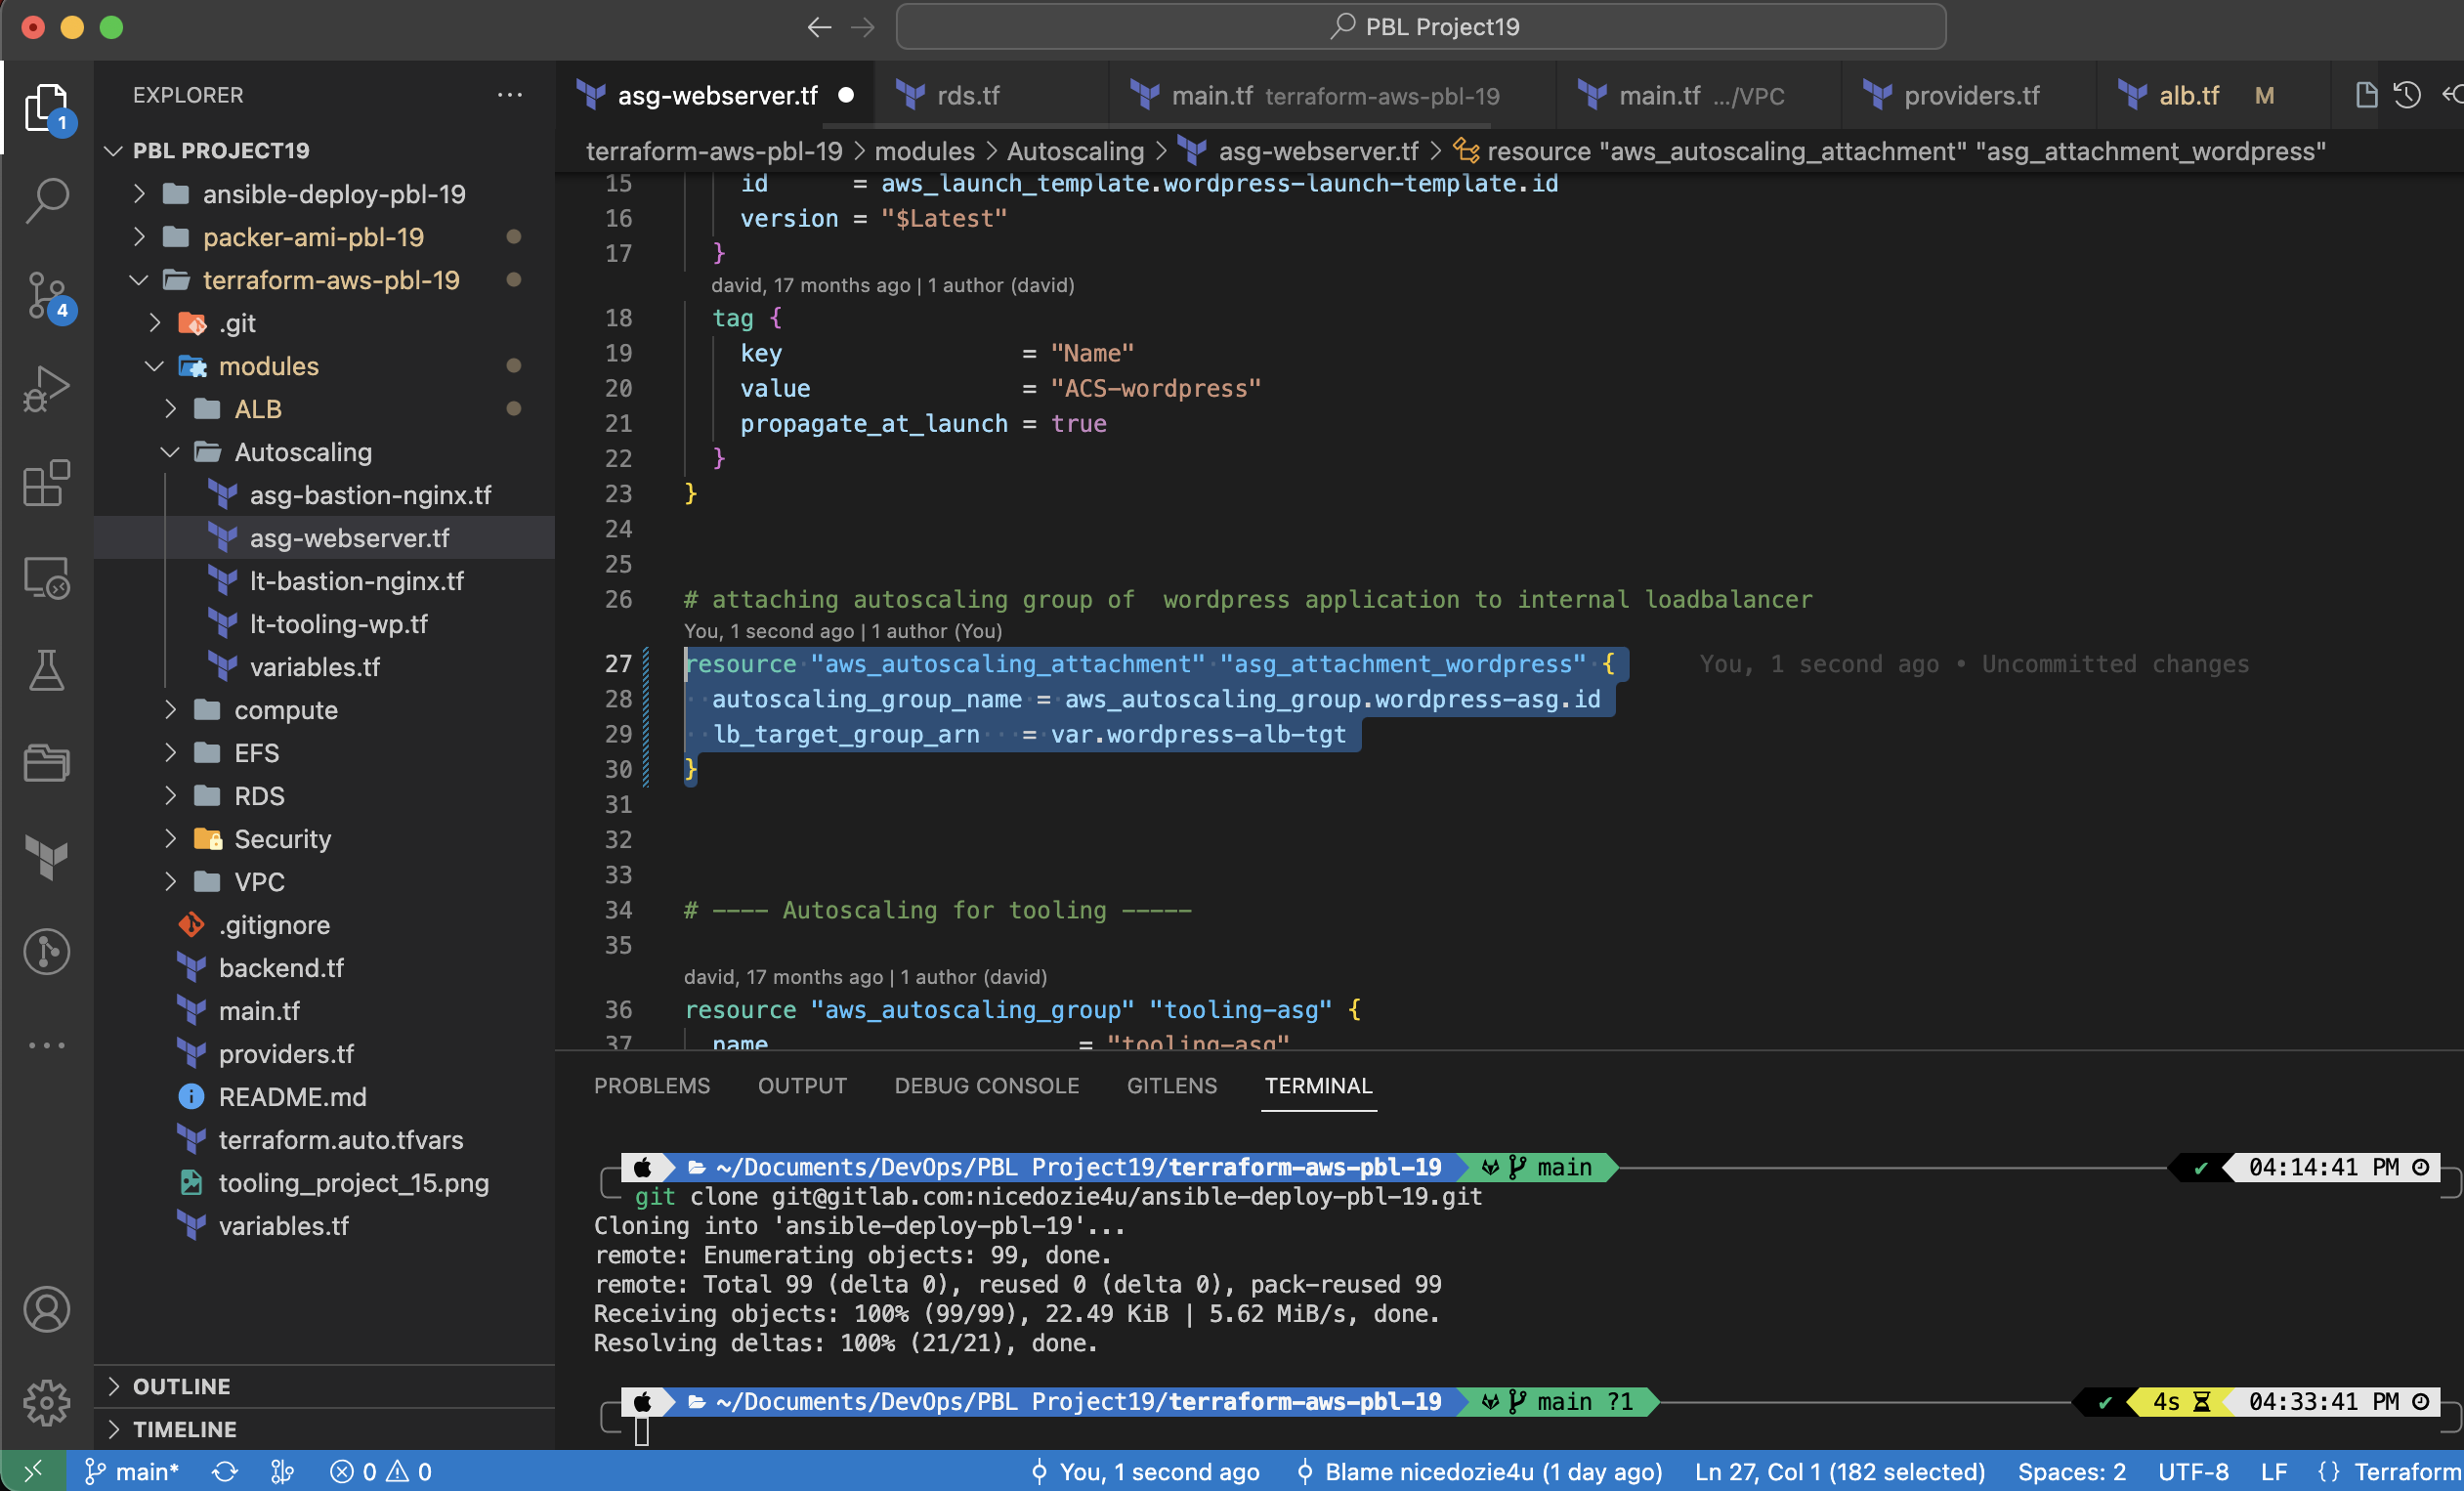 PBL Project19
EXPLORER
1
PBL PROJECT19
ansible-deploy-pbl-19
packer-ami-pbl-19
terraform-aws-pbl-19
4
.git
modules
ALB
Autoscaling
asg-bastion-nginx.tf
asg-webserver.tf
lt-bastion-nginx.tf
lt-tooling-wp.tf
variables.tf
compute
EFS
RDS
Security
VPC
.gitignore
backend.tf
main.tf
providers.tf
README.md
terraform.auto.tfvars
tooling_project_15.png
variables.tf
OUTLINE
TIMELINE
asg-webserver.tf
rds.tf
main.tf terraform-aws-pbl-19
main.tf .../VPC
providers.tf
alb.tf M
terraform-aws-pbl-19 > modules > Autoscaling > asg-webserver.tf > resource "aws_autoscaling_attachment" "asg_attachment_wordpress"
15 id = aws_launch_template.wordpress-launch-template.id
16 version = "$Latest"
17 }
david, 17 months ago | 1 author (david)
18 tag {
19 key = "Name"
20 value = "ACS-wordpress"
21 propagate_at_launch = true
22 }
23 }
24
25
26 # attaching autoscaling group of  wordpress application to internal loadbalancer
You, 1 second ago | 1 author (You)
27 resource "aws_autoscaling_attachment" "asg_attachment_wordpress" { You, 1 second ago • Uncommitted changes
28 autoscaling_group_name = aws_autoscaling_group.wordpress-asg.id
29 lb_target_group_arn = var.wordpress-alb-tgt
30 }
31
32
33
34 # ---- Autoscaling for tooling -----
35
david, 17 months ago | 1 author (david)
36 resource "aws_autoscaling_group" "tooling-asg" {
37 name = "tooling-asg"
PROBLEMS OUTPUT DEBUG CONSOLE GITLENS TERMINAL
~/Documents/DevOps/PBL Project19/terraform-aws-pbl-19 main ✔ 04:14:41 PM
git clone git@gitlab.com:nicedozie4u/ansible-deploy-pbl-19.git
Cloning into 'ansible-deploy-pbl-19'...
remote: Enumerating objects: 99, done.
remote: Total 99 (delta 0), reused 0 (delta 0), pack-reused 99
Receiving objects: 100% (99/99), 22.49 KiB | 5.62 MiB/s, done.
Resolving deltas: 100% (21/21), done.
~/Documents/DevOps/PBL Project19/terraform-aws-pbl-19 main ?1 ✔ 4s 04:33:41 PM
main* 0 0 You, 1 second ago Blame nicedozie4u (1 day ago) Ln 27, Col 1 (182 selected) Spaces: 2 UTF-8 LF {} Terraform